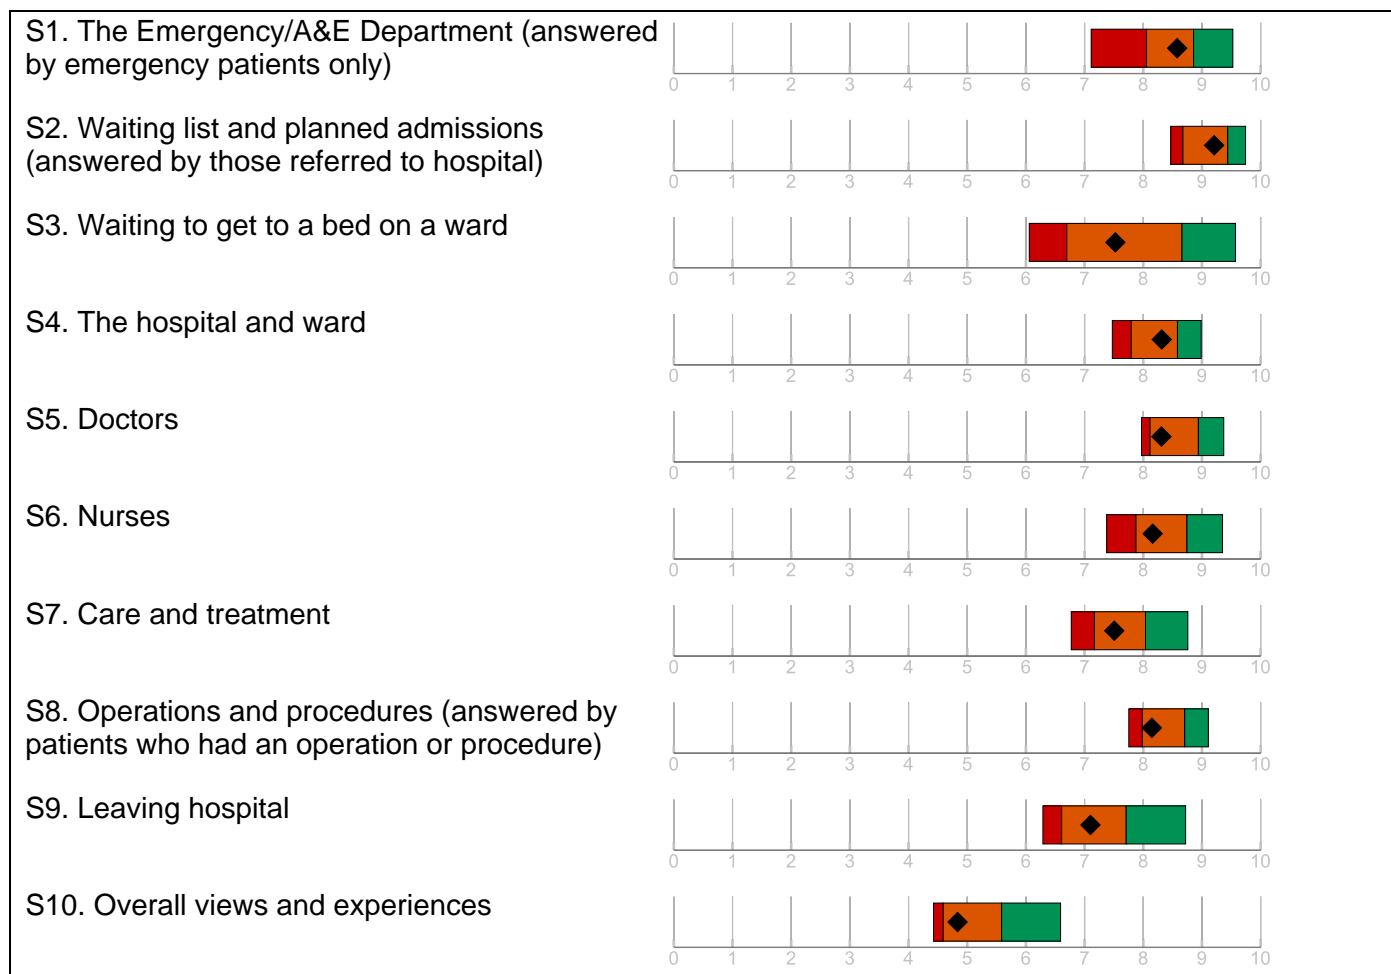 S1. The Emergency/A&E Department (answered
by emergency patients only)
0 1 2 3 4 5 6 7 8 9 10
S2. Waiting list and planned admissions
(answered by those referred to hospital)
0 1 2 3 4 5 6 7 8 9 10
S3. Waiting to get to a bed on a ward
0 1 2 3 4 5 6 7 8 9 10
S4. The hospital and ward
0 1 2 3 4 5 6 7 8 9 10
S5. Doctors
0 1 2 3 4 5 6 7 8 9 10
S6. Nurses
0 1 2 3 4 5 6 7 8 9 10
S7. Care and treatment
0 1 2 3 4 5 6 7 8 9 10
S8. Operations and procedures (answered by
patients who had an operation or procedure)
0 1 2 3 4 5 6 7 8 9 10
S9. Leaving hospital
0 1 2 3 4 5 6 7 8 9 10
S10. Overall views and experiences
0 1 2 3 4 5 6 7 8 9 10